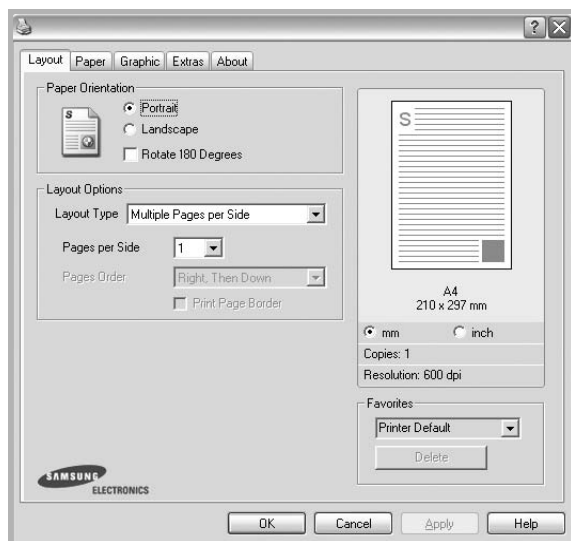 ?
Layout Paper Graphic Extras About
Paper Orientation
S
Portrait
Landscape
Rotate 180 Degrees
Layout Options
Layout Type Multiple Pages per Side
Pages per Side 1
Pages Order Right, Then Down
Print Page Border
S
A4
210 x 297 mm
mm inch
Copies: 1
Resolution: 600 dpi
Favorites
Printer Default
Delete
SAMSUNG
ELECTRONICS
OK Cancel Apply Help